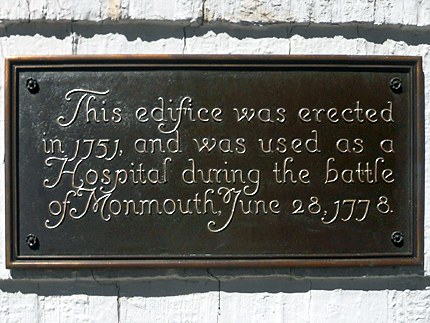 This edifice was erected
in 1751, and was used as a
Hospital during the battle
of Monmouth, June 28, 1778.